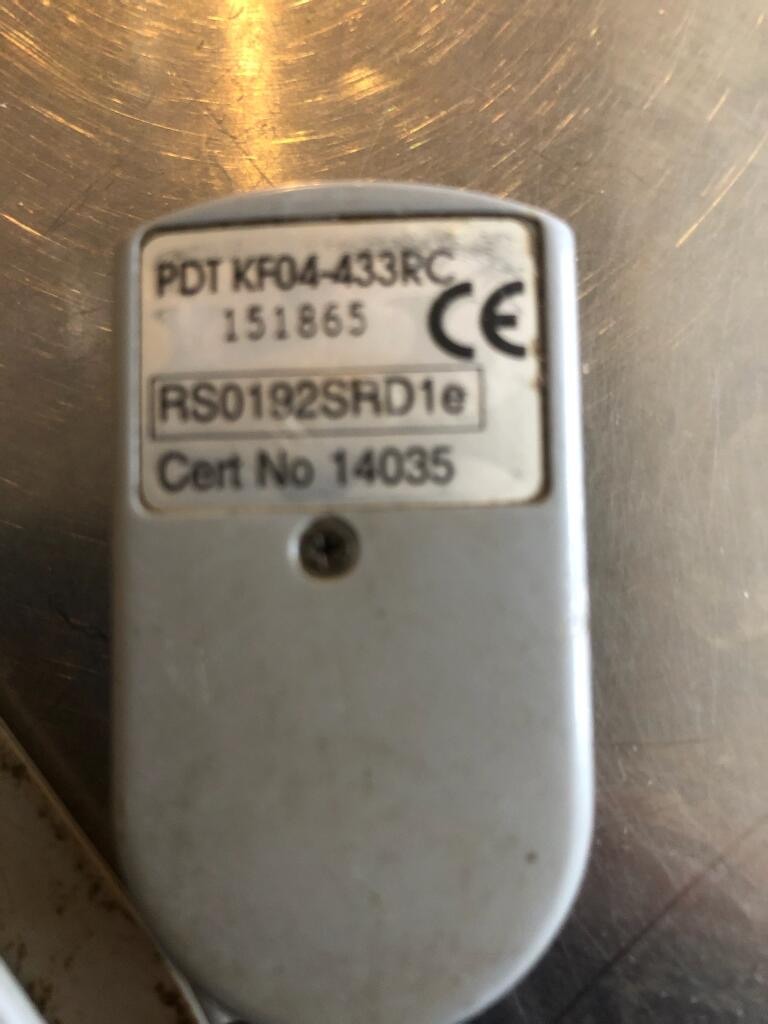 PDT KF04-433RC
151865 CE
RS0192SRD1e
Cert No 14035